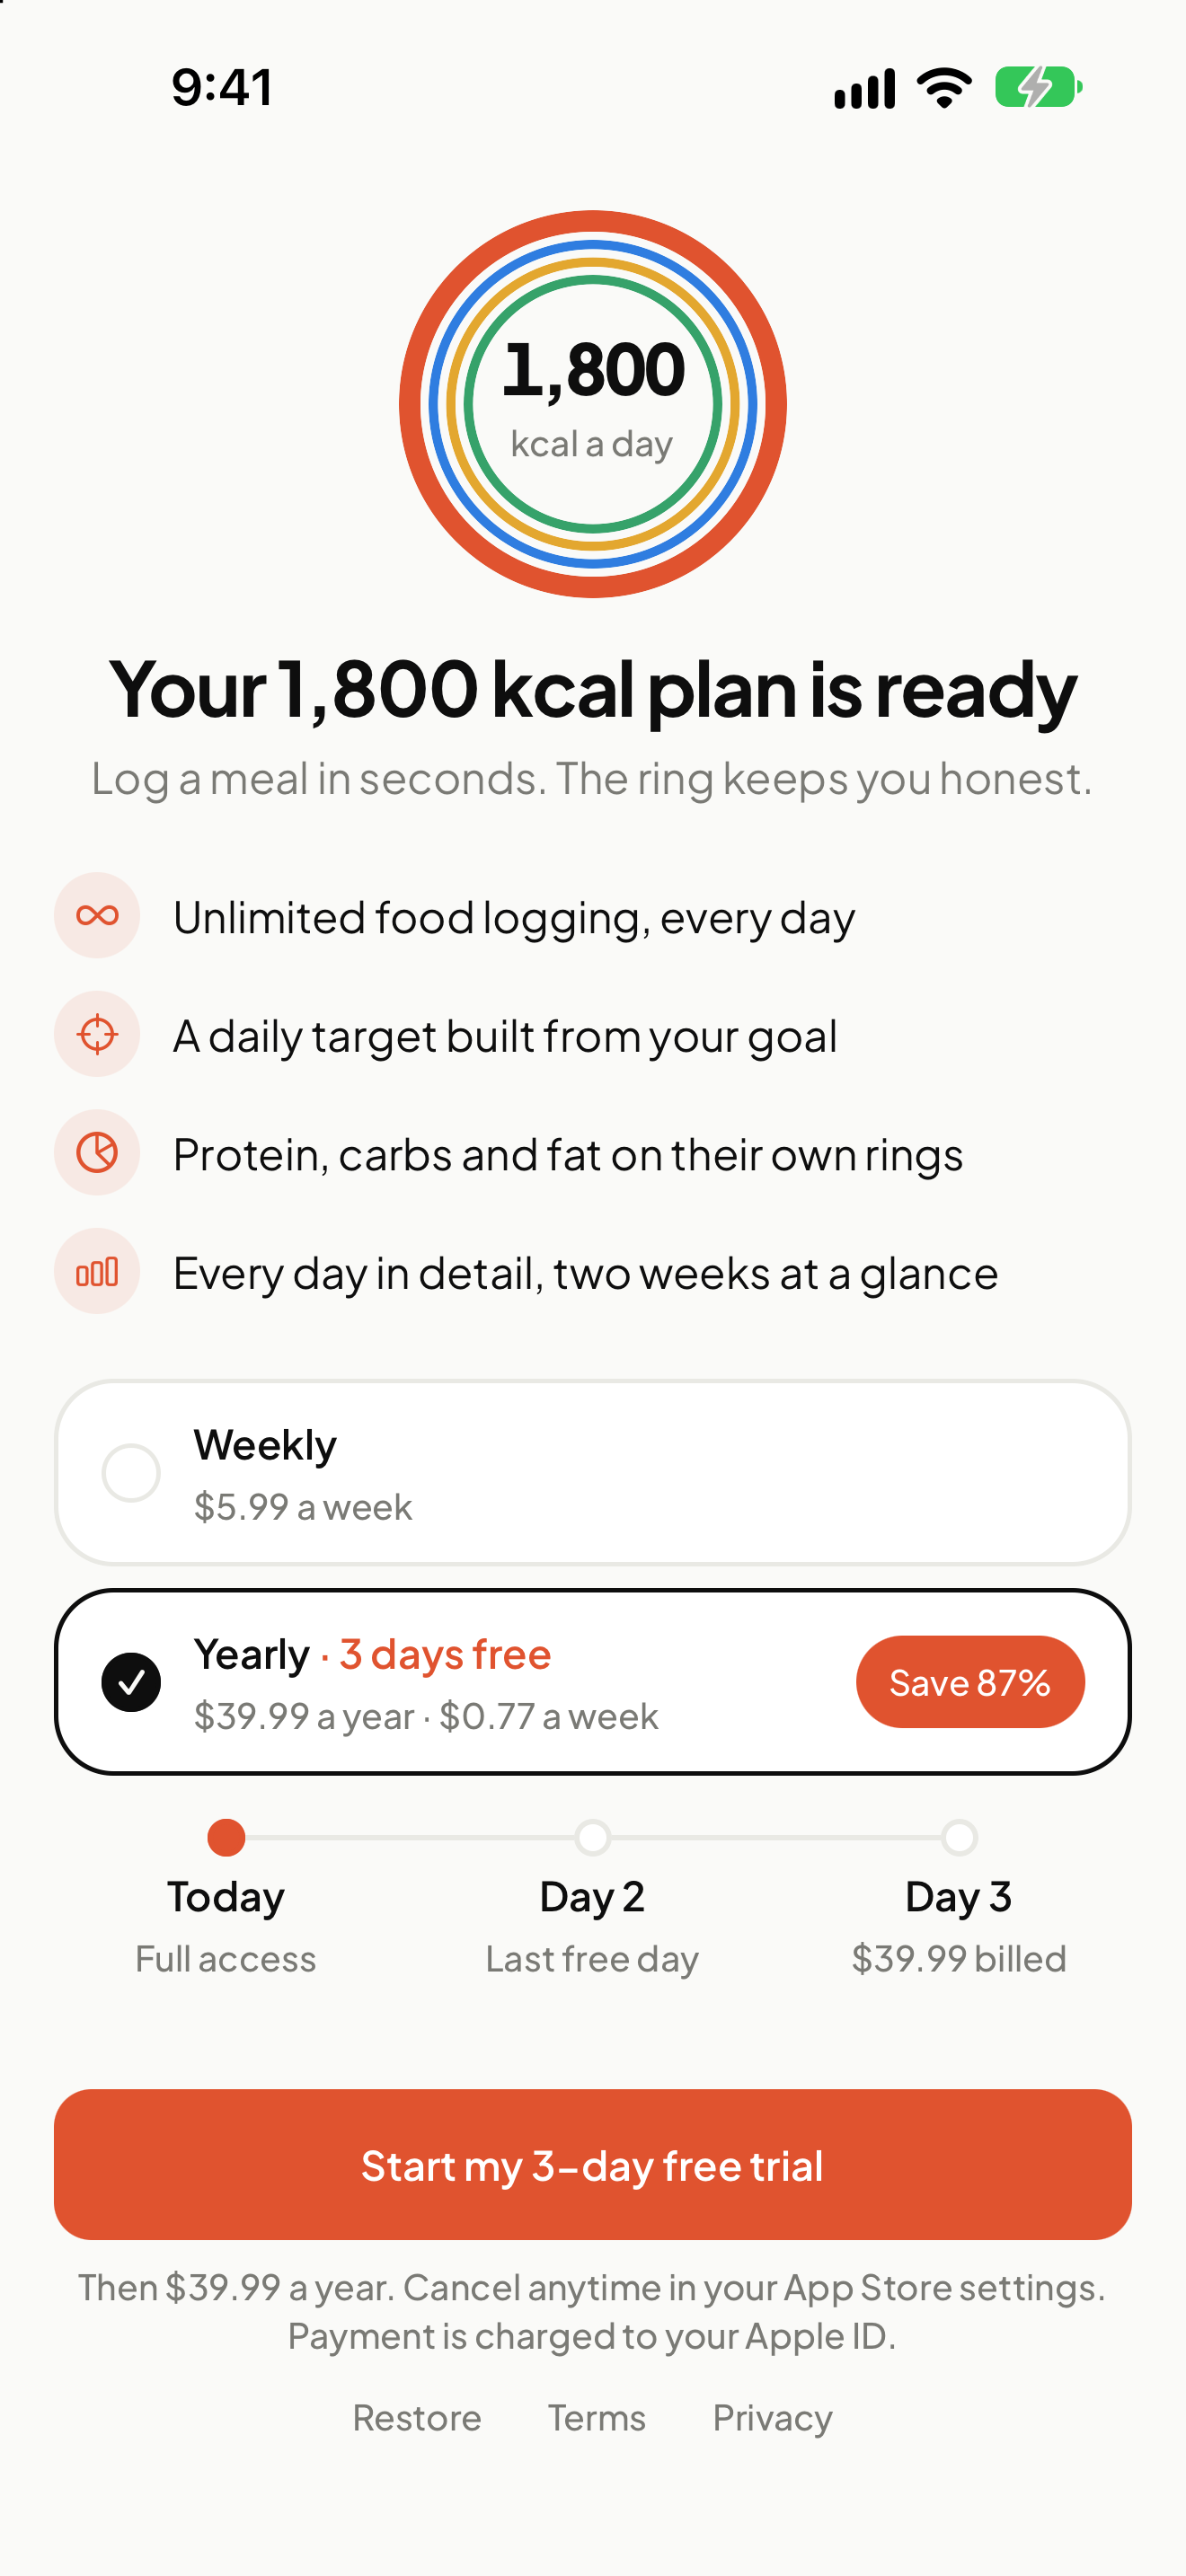 9:41
1,800
kcal a day
Your 1,800 kcal plan is ready
Log a meal in seconds. The ring keeps you honest.
Unlimited food logging, every day
A daily target built from your goal
Protein, carbs and fat on their own rings
Every day in detail, two weeks at a glance
Weekly
$5.99 a week
Yearly · 3 days free
$39.99 a year · $0.77 a week
Save 87%
Today
Full access
Day 2
Last free day
Day 3
$39.99 billed
Start my 3-day free trial
Then $39.99 a year. Cancel anytime in your App Store settings.
Payment is charged to your Apple ID.
Restore
Terms
Privacy